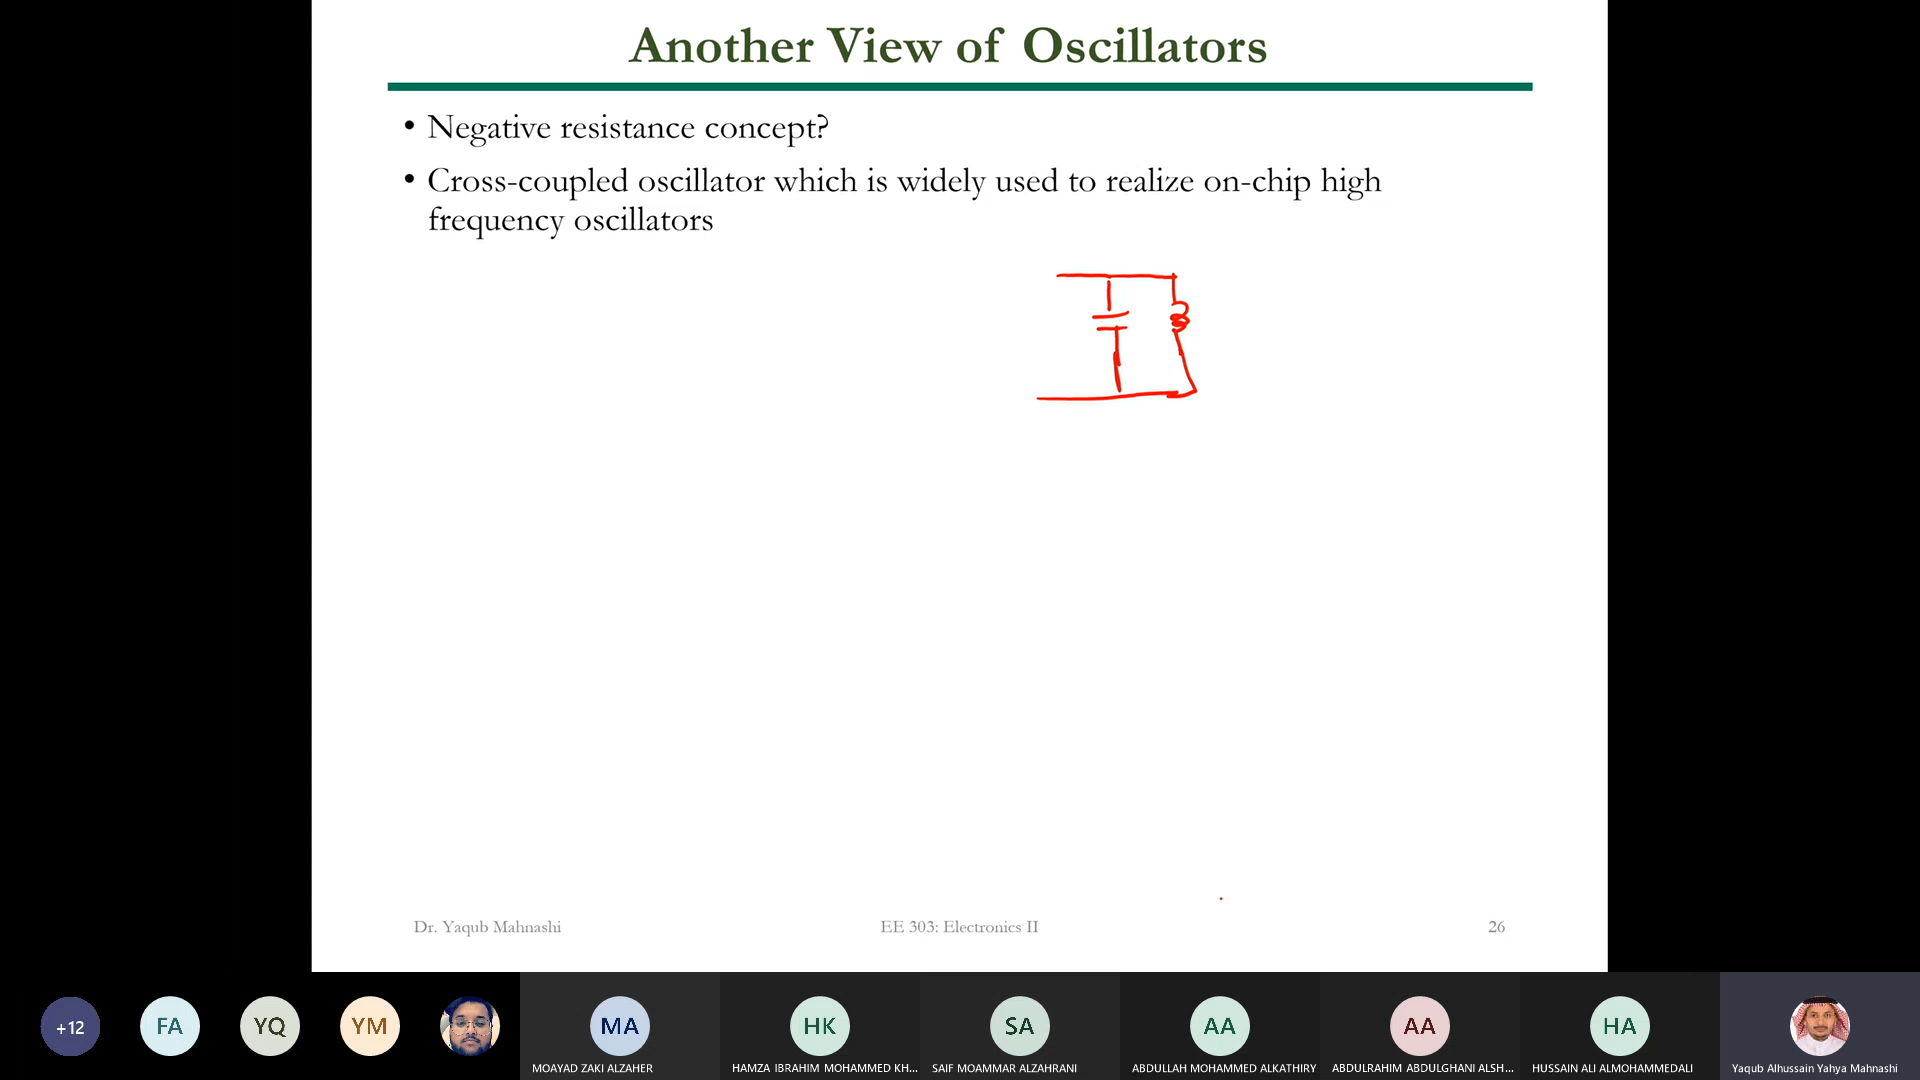 Another View of Oscillators
• Negative resistance concept?
• Cross-coupled oscillator which is widely used to realize on-chip high
frequency oscillators
Dr. Yaqub Mahnashi
EE 303: Electronics II
26
+12
FA
YQ
YM
MA
HK
SA
AA
AA
HA
MOAYAD ZAKI ALZAHER
HAMZA IBRAHIM MOHAMMED KH...
SAIF MOAMMAR ALZAHRANI
ABDULLAH MOHAMMED ALKATHIRY
ABDULRAHIM ABDULGHANI ALSH...
HUSSAIN ALI ALMOHAMMEDALI
Yaqub Alhussain Yahya Mahnashi